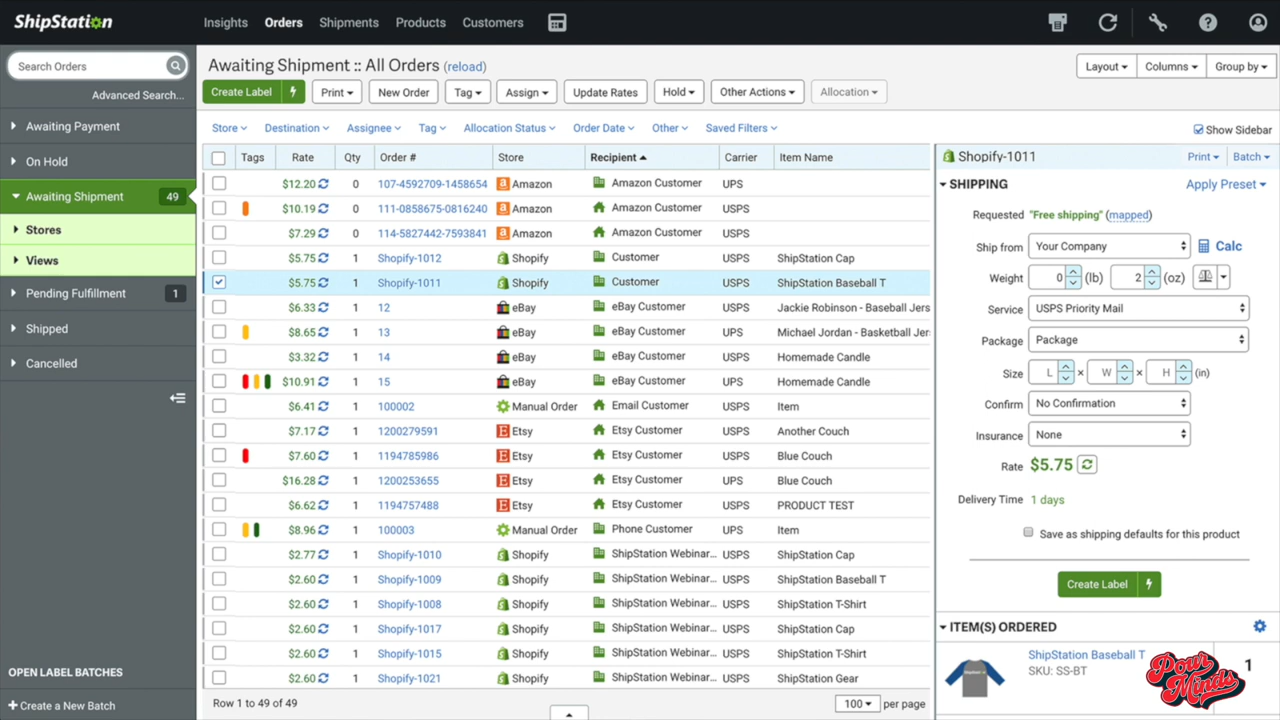 ShipStation
Insights Orders Shipments Products Customers
Search Orders
Advanced Search...
Awaiting Payment
On Hold
Awaiting Shipment 49
Stores
Views
Pending Fulfillment 1
Shipped
Cancelled
OPEN LABEL BATCHES
Create a New Batch
Awaiting Shipment :: All Orders (reload)
Layout Columns Group by
Create Label Print New Order Tag Assign Update Rates Hold Other Actions Allocation
Store Destination Assignee Tag Allocation Status Order Date Other Saved Filters
Show Sidebar
Tags Rate Qty Order # Store Recipient Carrier Item Name
$12.20 0 107-4592709-1458654 Amazon Amazon Customer UPS
$10.19 0 111-0858675-0816240 Amazon Amazon Customer USPS
$7.29 0 114-5827442-7593841 Amazon Amazon Customer USPS
$5.75 1 Shopify-1012 Shopify Customer USPS ShipStation Cap
$5.75 1 Shopify-1011 Shopify Customer USPS ShipStation Baseball T
$6.33 1 12 eBay eBay Customer USPS Jackie Robinson - Baseball Jers
$8.65 1 13 eBay eBay Customer USPS Michael Jordan - Basketball Jer
$3.32 1 14 eBay eBay Customer USPS Homemade Candle
$10.91 1 15 eBay eBay Customer UPS Homemade Candle
$6.41 1 100002 Manual Order Email Customer USPS Item
$7.17 1 1200279591 Etsy Etsy Customer USPS Another Couch
$7.60 1 1194785986 Etsy Etsy Customer USPS Blue Couch
$16.28 1 1200253655 Etsy Etsy Customer UPS Blue Couch
$6.62 1 1194757488 Etsy Etsy Customer USPS PRODUCT TEST
$8.96 1 100003 Manual Order Phone Customer UPS Item
$2.77 1 Shopify-1010 Shopify ShipStation Webinar... USPS ShipStation Cap
$2.60 1 Shopify-1009 Shopify ShipStation Webinar... USPS ShipStation Baseball T
$2.60 1 Shopify-1008 Shopify ShipStation Webinar... USPS ShipStation T-Shirt
$2.60 1 Shopify-1017 Shopify ShipStation Webinar... USPS ShipStation Cap
$2.60 1 Shopify-1015 Shopify ShipStation Webinar... USPS ShipStation T-Shirt
$2.60 1 Shopify-1021 Shopify ShipStation Webinar... USPS ShipStation Gear
Row 1 to 49 of 49
100 per page
Shopify-1011 Print Batch
SHIPPING Apply Preset
Requested "Free shipping" (mapped)
Ship from Your Company Calc
Weight 0 (lb) 2 (oz)
Service USPS Priority Mail
Package Package
Size L × W × H (in)
Confirm No Confirmation
Insurance None
Rate $5.75
Delivery Time 1 days
Save as shipping defaults for this product
Create Label
ITEM(S) ORDERED
ShipStation Baseball T 1
SKU: SS-BT
Pour
Minds